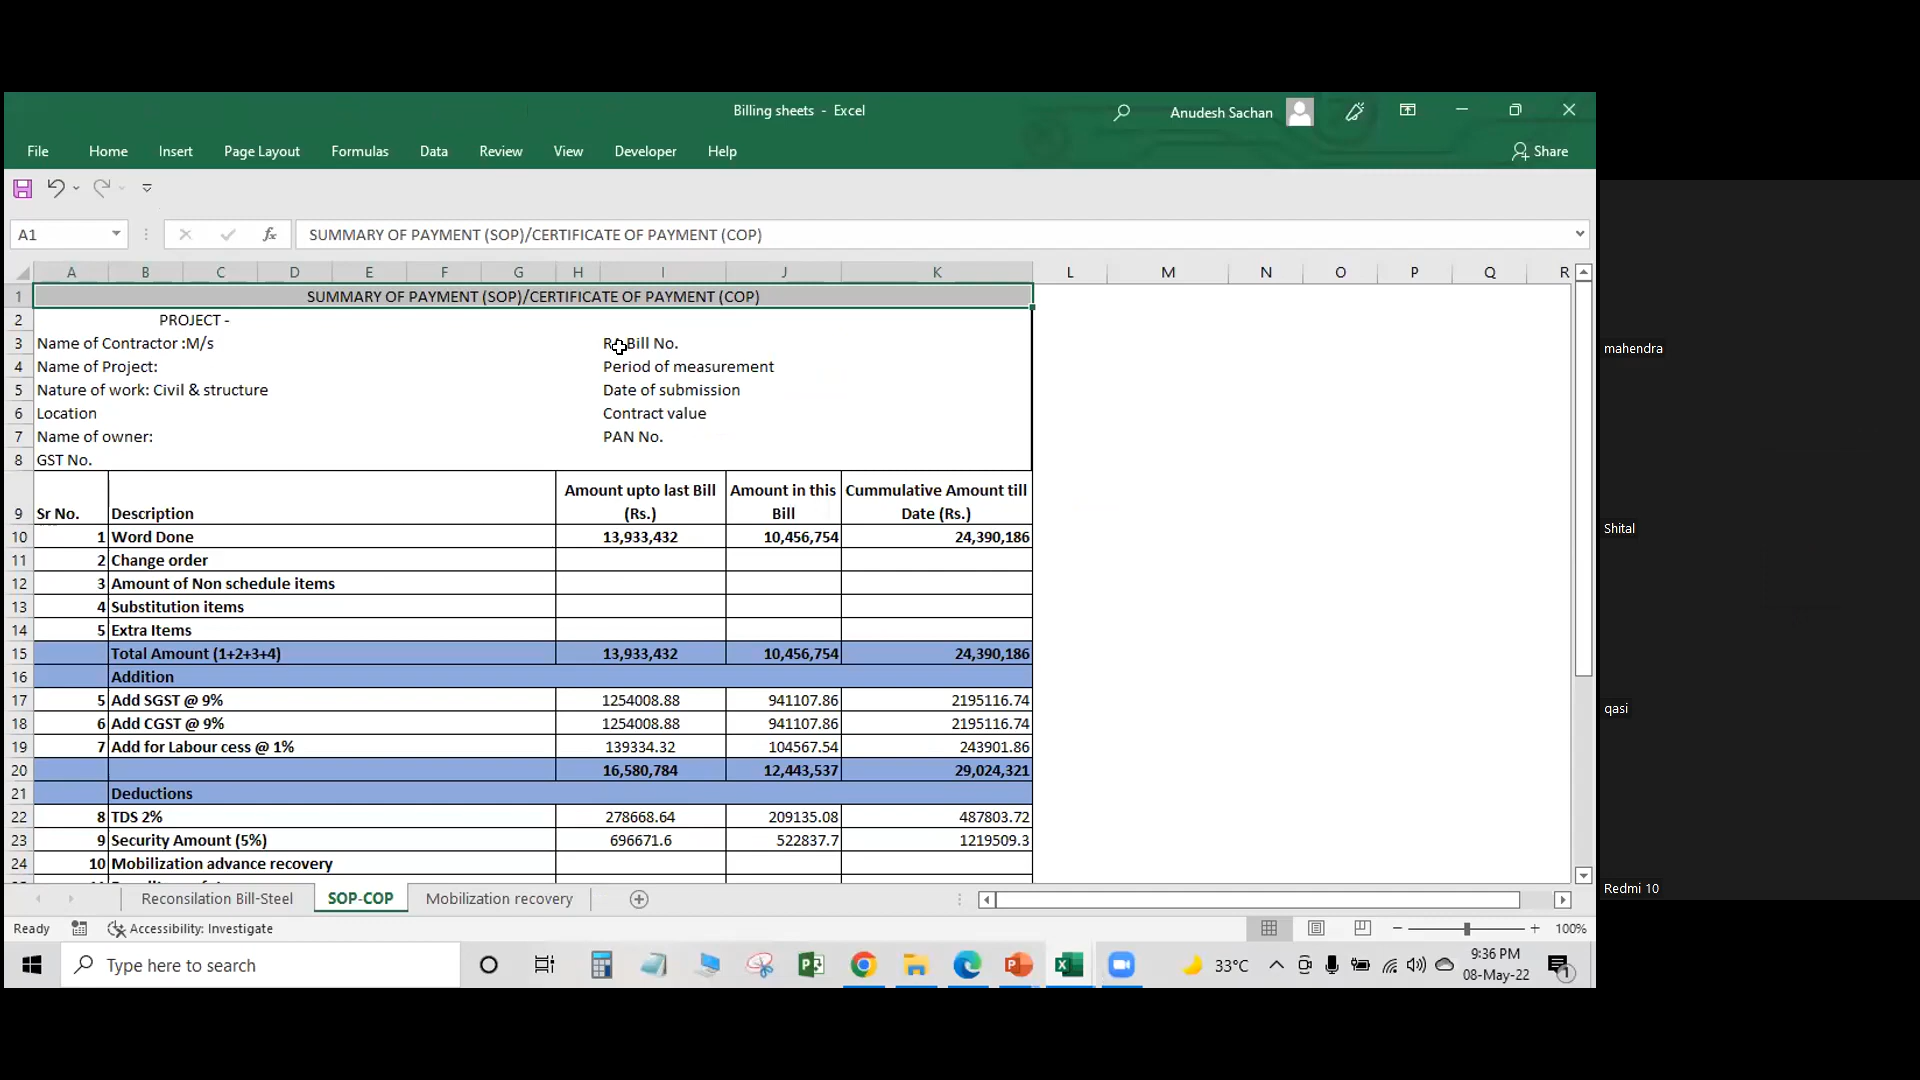 Billing sheets - Excel
Anudesh Sachan
File Home Insert Page Layout Formulas Data Review View Developer Help Share
A1 fx SUMMARY OF PAYMENT (SOP)/CERTIFICATE OF PAYMENT (COP)
A B C D E F G H I J K L M N O P Q R
1 SUMMARY OF PAYMENT (SOP)/CERTIFICATE OF PAYMENT (COP)
2 PROJECT -
3 Name of Contractor :M/s Bill No.
4 Name of Project: Period of measurement
5 Nature of work: Civil & structure Date of submission
6 Location Contract value
7 Name of owner: PAN No.
8 GST No.
Amount upto last Bill Amount in this Cummulative Amount till
9 Sr No. Description (Rs.) Bill Date (Rs.)
10 1 Word Done 13,933,432 10,456,754 24,390,186
11 2 Change order
12 3 Amount of Non schedule items
13 4 Substitution items
14 5 Extra Items
15 Total Amount (1+2+3+4) 13,933,432 10,456,754 24,390,186
16 Addition
17 5 Add SGST @ 9% 1254008.88 941107.86 2195116.74
18 6 Add CGST @ 9% 1254008.88 941107.86 2195116.74
19 7 Add for Labour cess @ 1% 139334.32 104567.54 243901.86
20 16,580,784 12,443,537 29,024,321
21 Deductions
22 8 TDS 2% 278668.64 209135.08 487803.72
23 9 Security Amount (5%) 696671.6 522837.7 1219509.3
24 10 Mobilization advance recovery
Reconsilation Bill-Steel SOP-COP Mobilization recovery
Ready Accessibility: Investigate 100%
Type here to search 33°C 9:36 PM
08-May-22 1
mahendra
Shital
qasi
Redmi 10